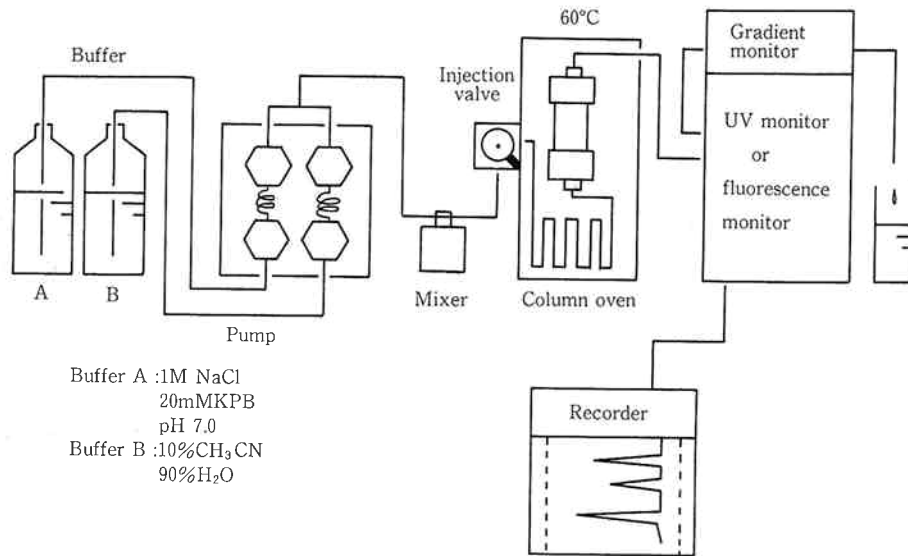 60°C
Gradient
monitor
Buffer
Injection
valve
UV monitor
or
fluorescence
monitor
A
B
Mixer
Column oven
Pump
Buffer A :1M NaCl
20mMKPB
pH 7.0
Buffer B :10%CH₃CN
90%H₂O
Recorder